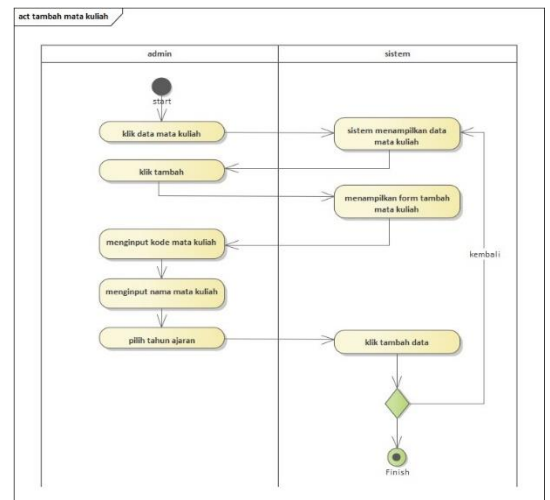 act tambah mata kuliah
admin
sistem
start
klik data mata kuliah
sistem menampilkan data
mata kuliah
klik tambah
menampilkan form tambah
mata kuliah
menginput kode mata kuliah
kembali
menginput nama mata kuliah
pilih tahun ajaran
klik tambah data
Finish